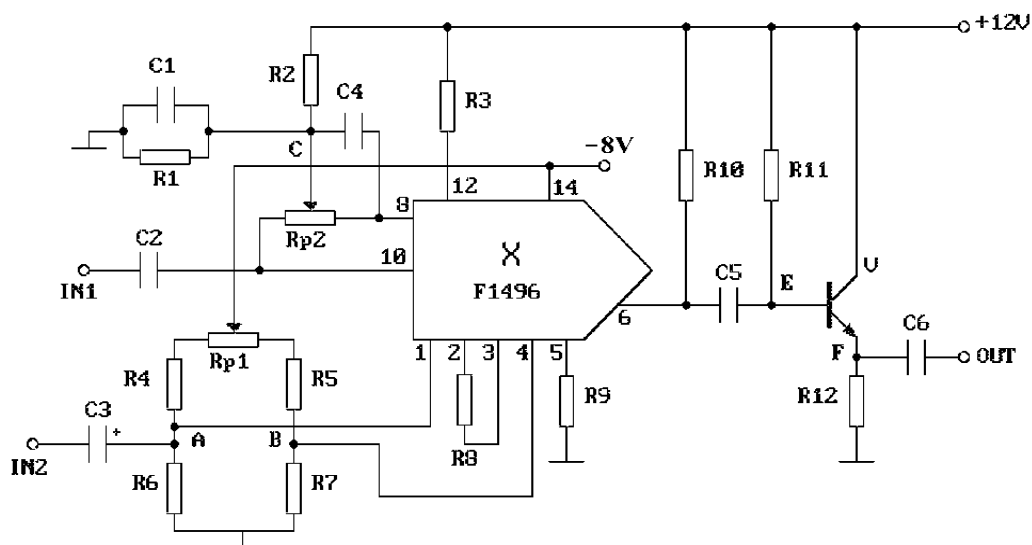 +12V
C1
R2
C4
R3
C
-8V
R1
12
14
R10
R11
8
Rp2
C2
10
X
F1496
IN1
C5
E
V
6
C6
1
2
3
4
5
F
OUT
Rp1
R4
R5
R9
R12
C3
+
A
B
IN2
R6
R7
R8